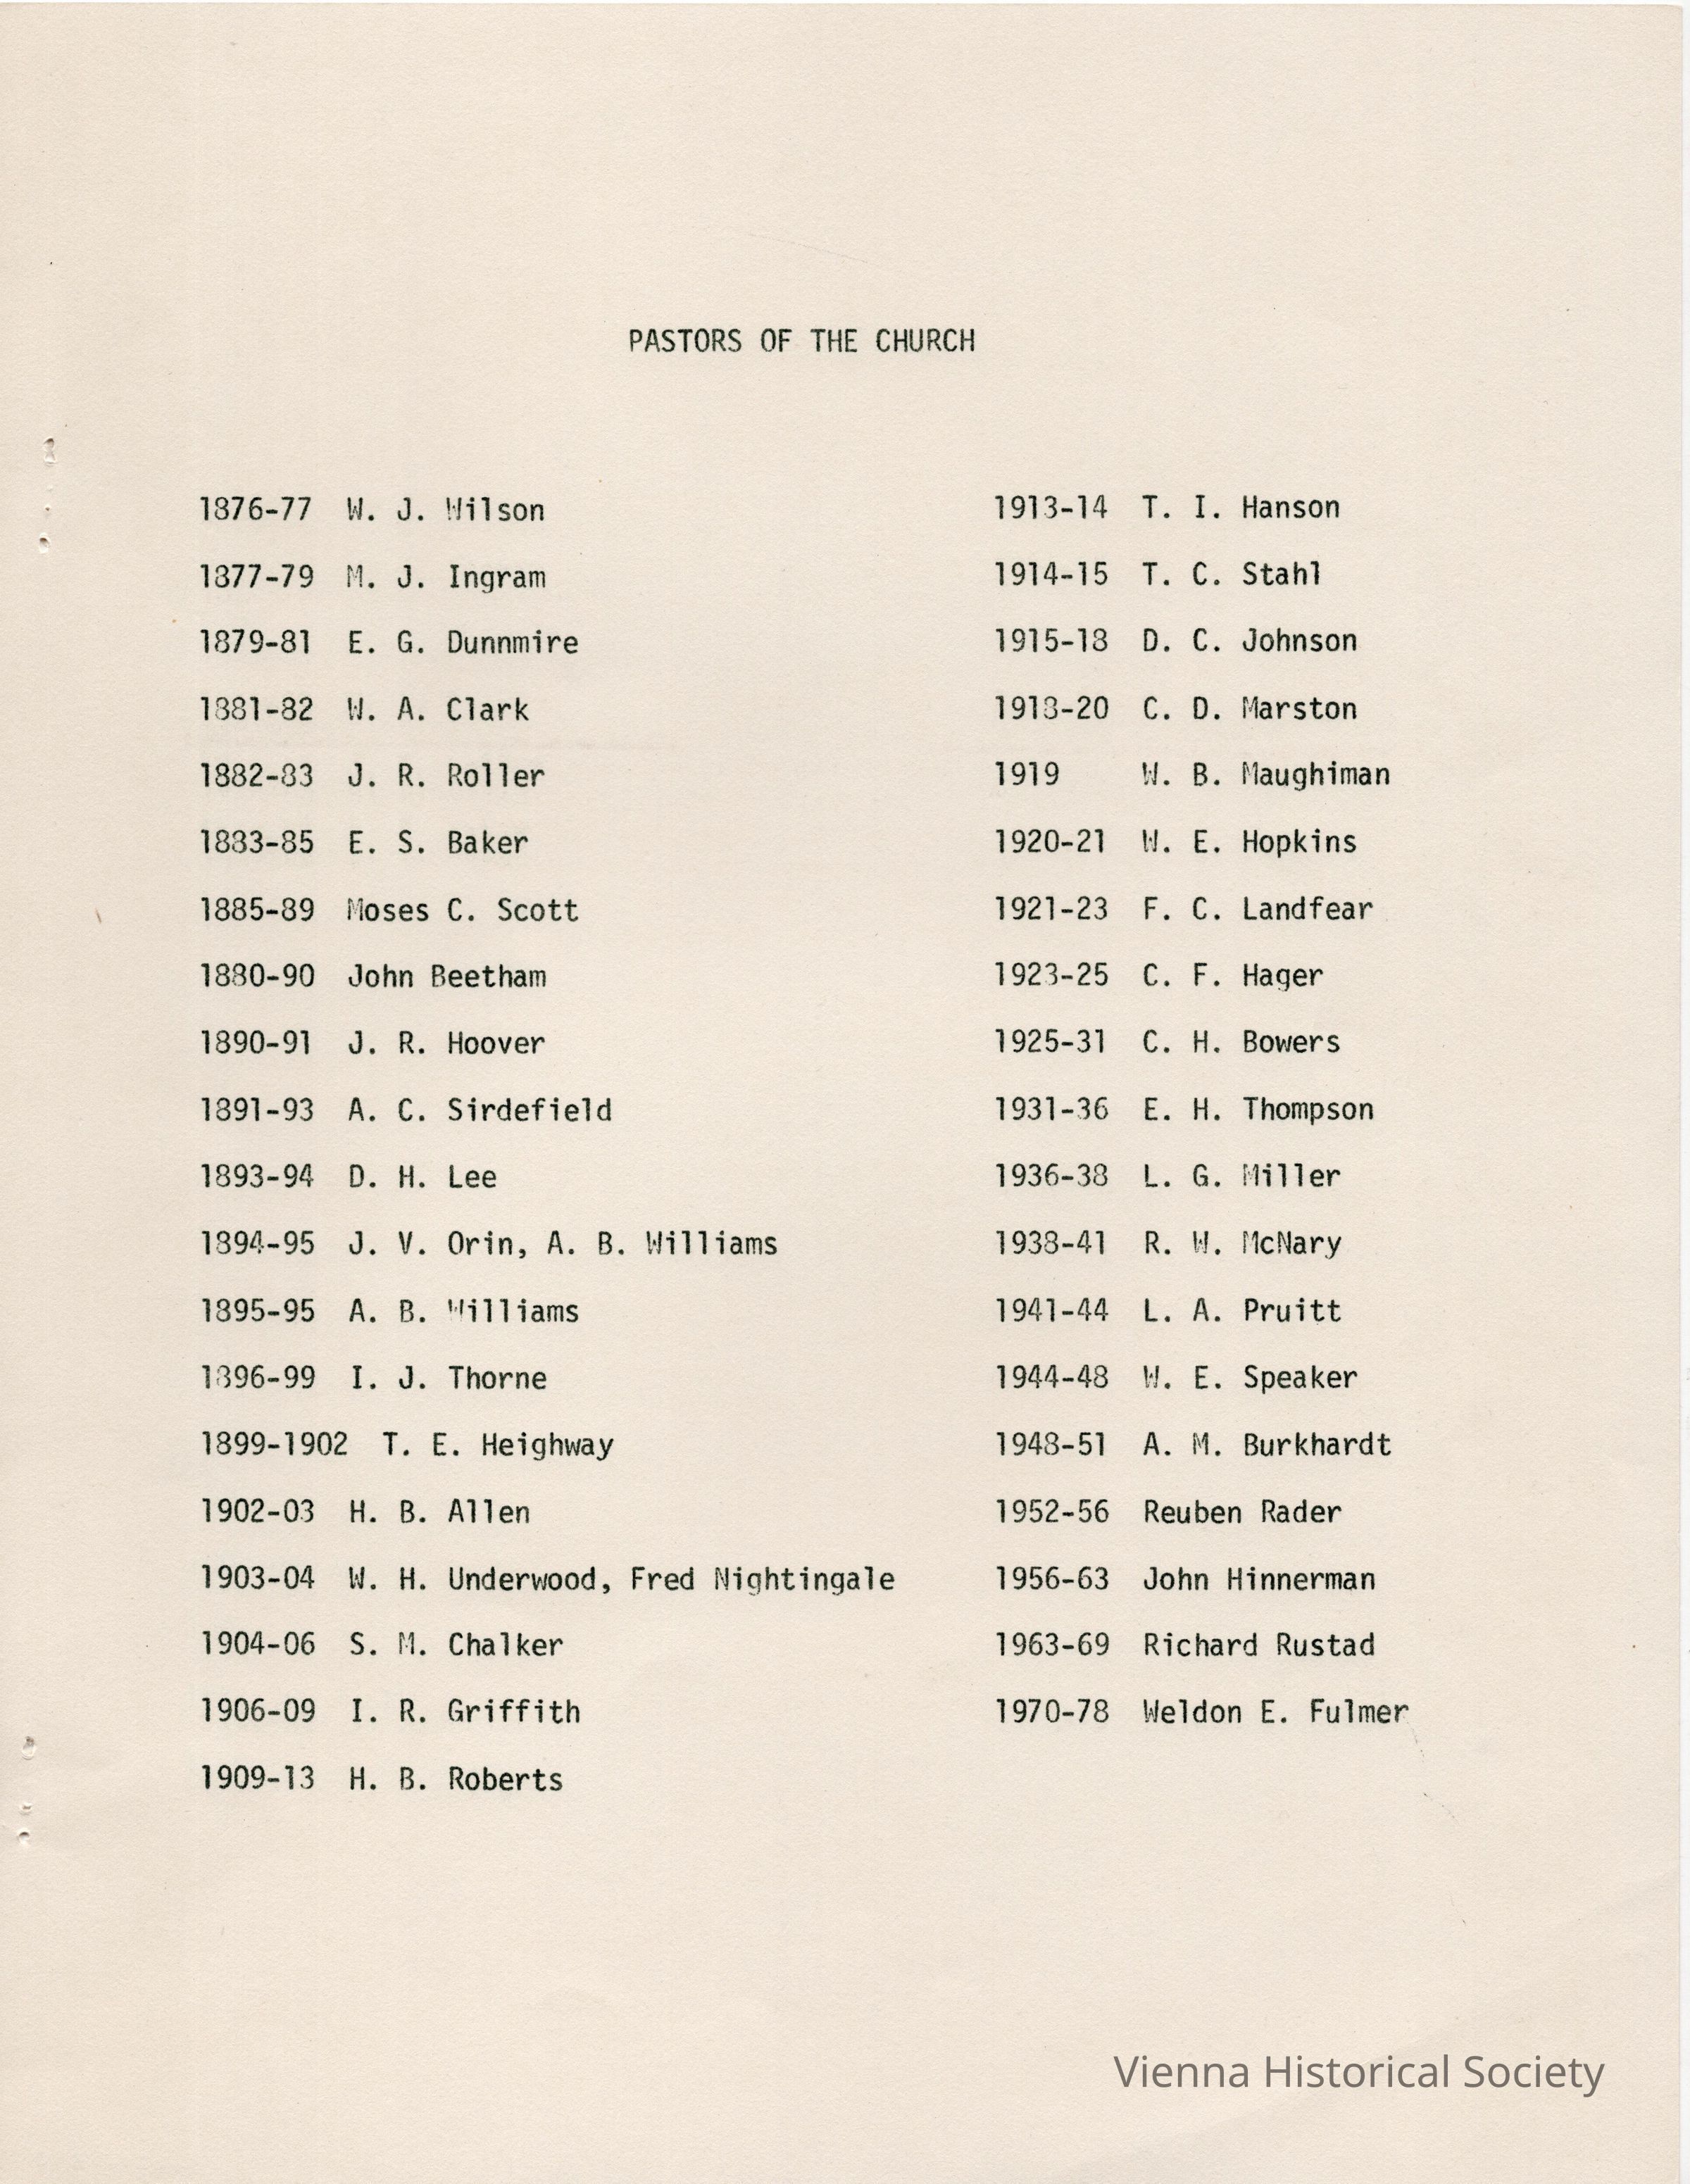 PASTORS OF THE CHURCH
1876-77 W. J. Wilson
1877-79 M. J. Ingram
1879-81 E. G. Dunnmire
1881-82 W. A. Clark
1882-83 J. R. Roller
1883-85 E. S. Baker
1885-89 Moses C. Scott
1880-90 John Beetham
1890-91 J. R. Hoover
1891-93 A. C. Sirdefield
1893-94 D. H. Lee
1894-95 J. V. Orin, A. B. Williams
1895-95 A. B. Williams
1896-99 I. J. Thorne
1899-1902 T. E. Heighway
1902-03 H. B. Allen
1903-04 W. H. Underwood, Fred Nightingale
1904-06 S. M. Chalker
1906-09 I. R. Griffith
1909-13 H. B. Roberts
1913-14 T. I. Hanson
1914-15 T. C. Stahl
1915-18 D. C. Johnson
1918-20 C. D. Marston
1919 W. B. Maughiman
1920-21 W. E. Hopkins
1921-23 F. C. Landfear
1923-25 C. F. Hager
1925-31 C. H. Bowers
1931-36 E. H. Thompson
1936-38 L. G. Miller
1938-41 R. W. McNary
1941-44 L. A. Pruitt
1944-48 W. E. Speaker
1948-51 A. M. Burkhardt
1952-56 Reuben Rader
1956-63 John Hinnerman
1963-69 Richard Rustad
1970-78 Weldon E. Fulmer
Vienna Historical Society